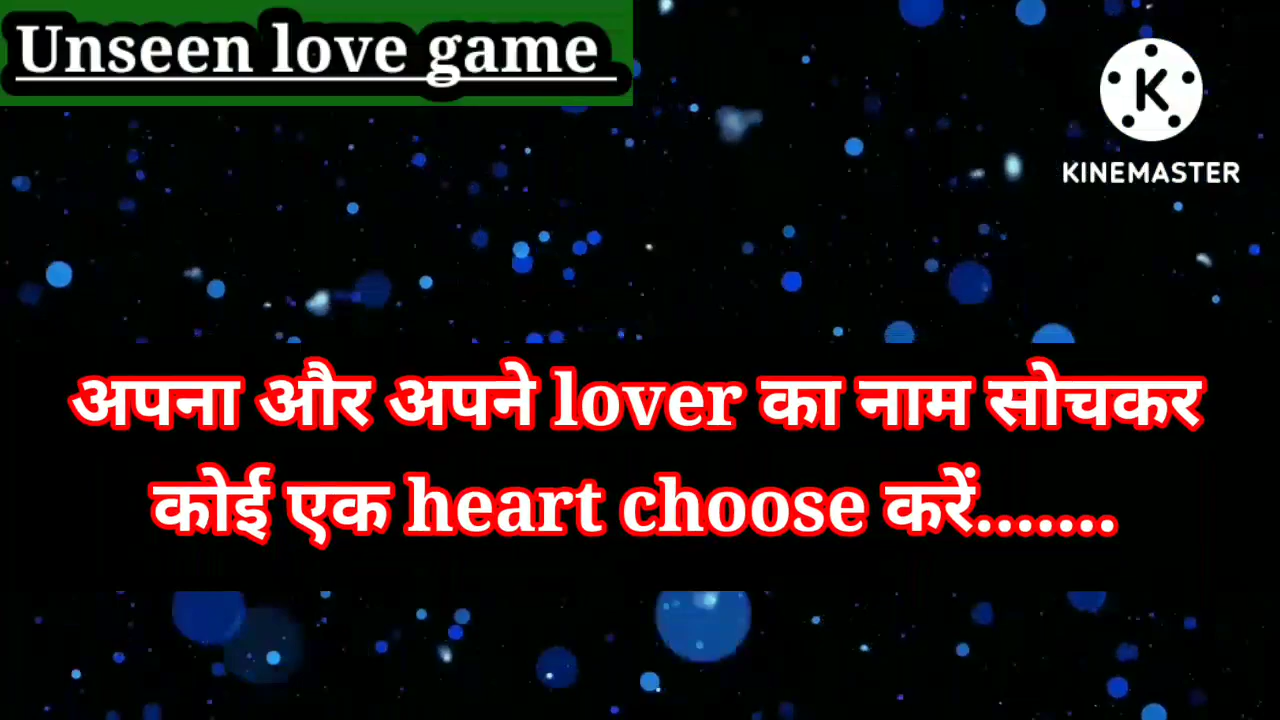 Unseen love game
K
KINEMASTER
अपना और अपने lover का नाम सोचकर
कोई एक heart choose करें.......